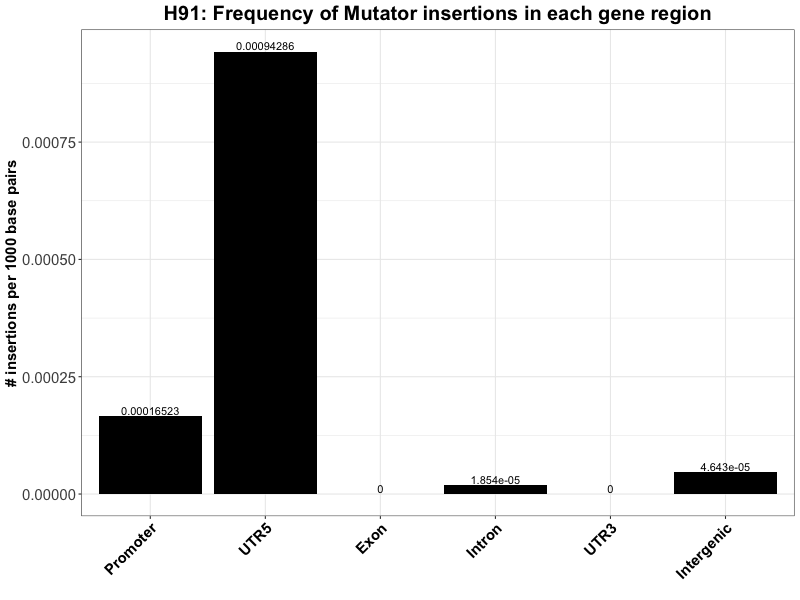 H91: Frequency of Mutator insertions in each gene region
# insertions per 1000 base pairs
0.00075
0.00050
0.00025
0.00000
0.00016523
0.00094286
0
1.854e-05
0
4.643e-05
Promoter
UTR5
Exon
Intron
UTR3
Intergenic